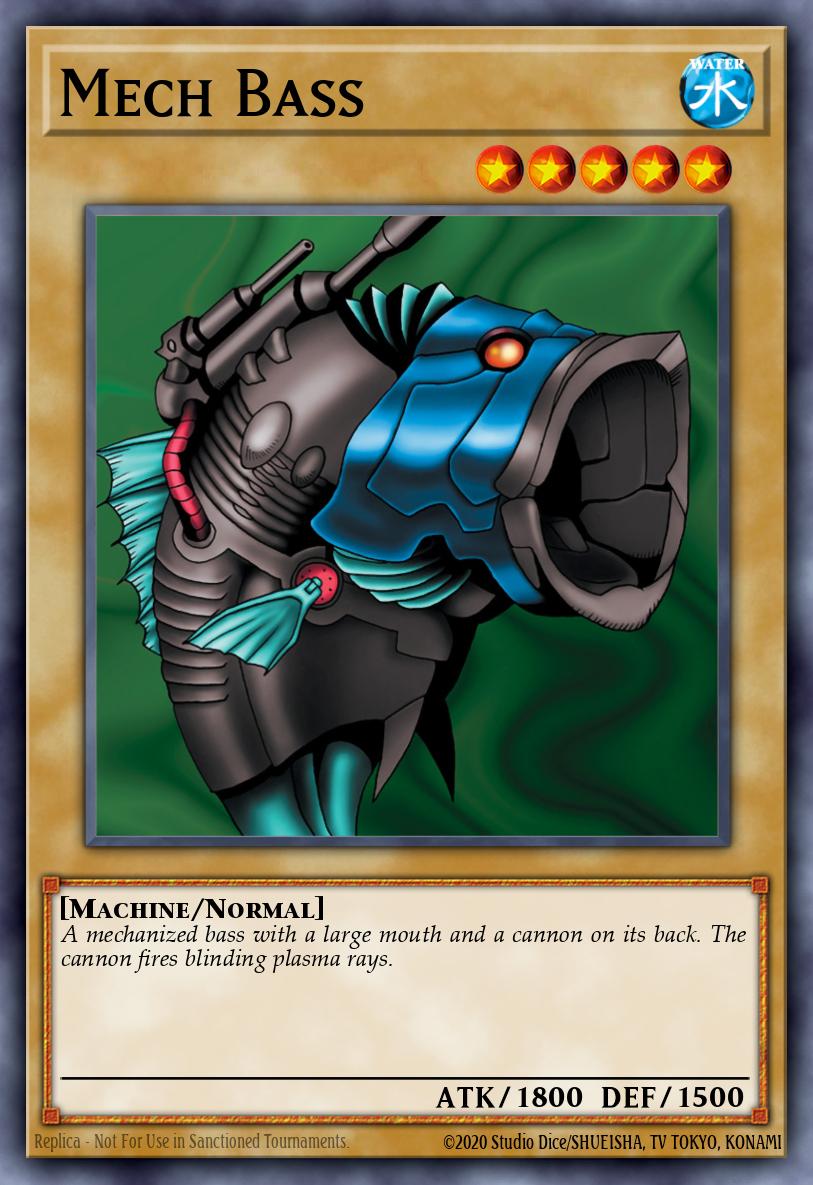 Mech Bass
WATER
水
[Machine/Normal]
A mechanized bass with a large mouth and a cannon on its back. The
cannon fires blinding plasma rays.
ATK/1800 DEF/1500
Replica - Not For Use in Sanctioned Tournaments.
©2020 Studio Dice/SHUEISHA, TV TOKYO, KONAMI